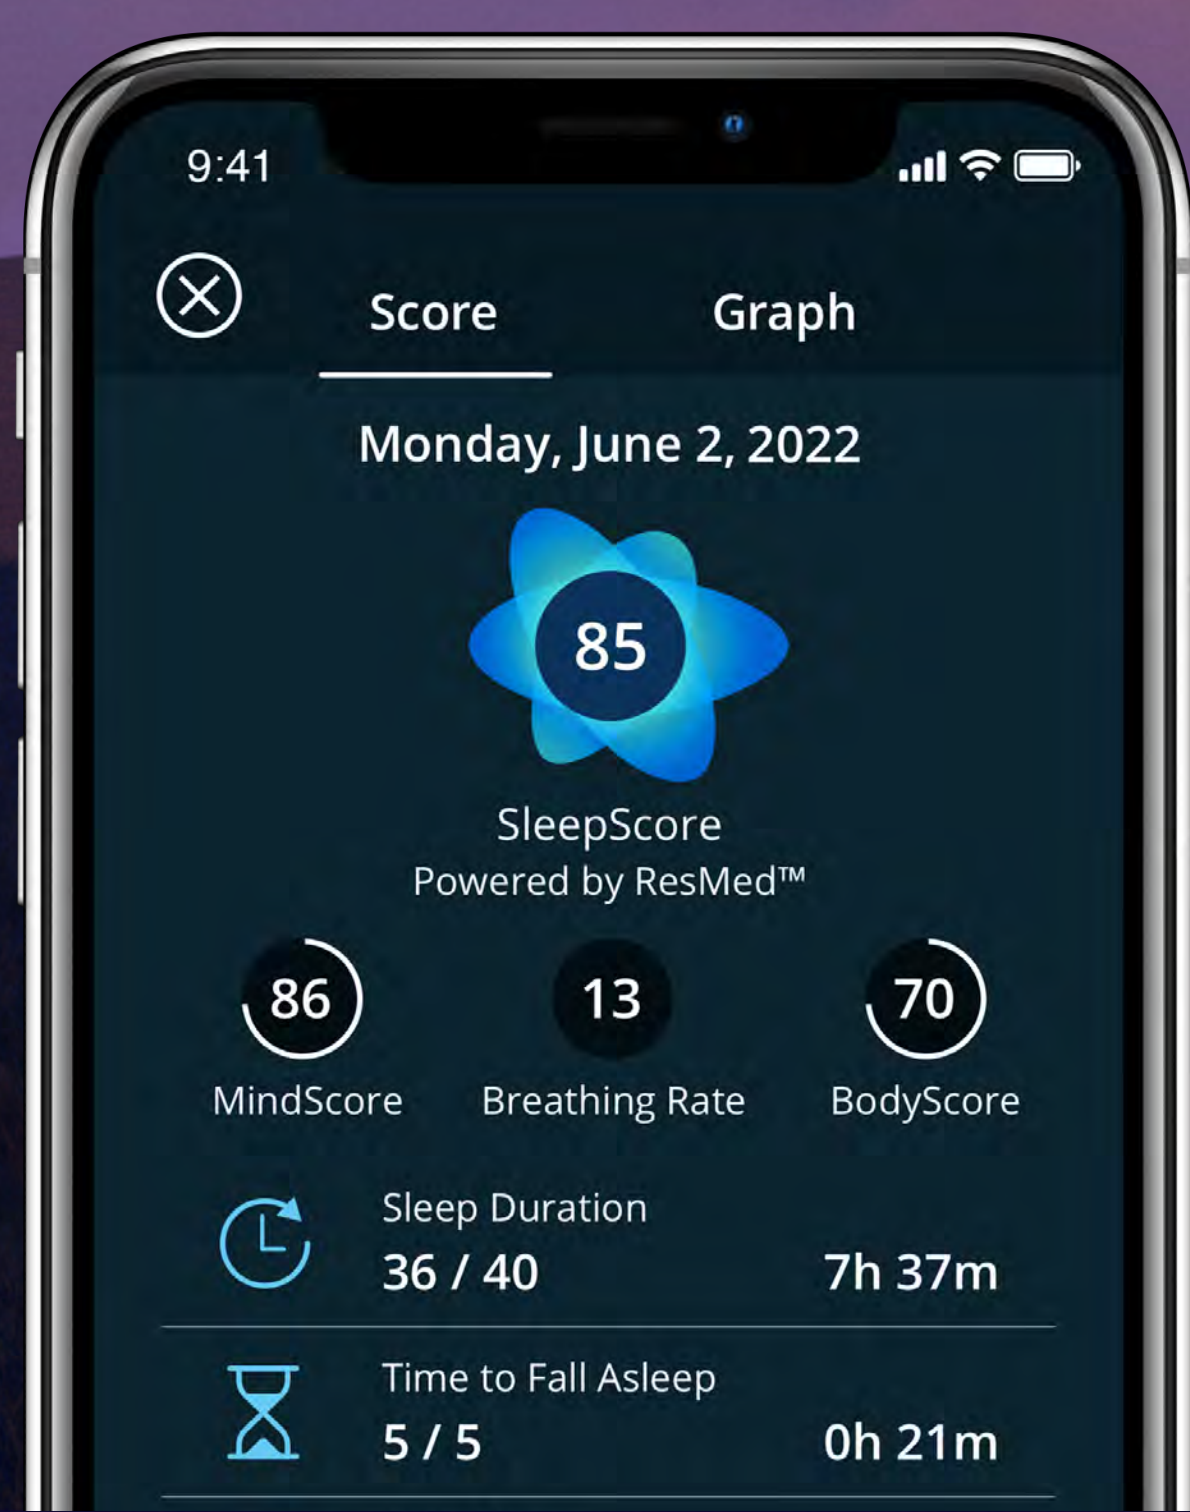 9:41
Score Graph
Monday, June 2, 2022
85
SleepScore
Powered by ResMed™
86 13 70
MindScore Breathing Rate BodyScore
Sleep Duration
36 / 40 7h 37m
Time to Fall Asleep
5 / 5 0h 21m